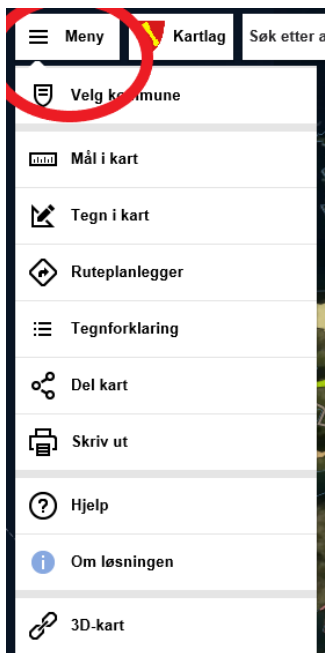 Meny
Kartlag
Søk etter a
Velg kommune
Mål i kart
Tegn i kart
Ruteplanlegger
Tegnforklaring
Del kart
Skriv ut
Hjelp
Om løsningen
3D-kart